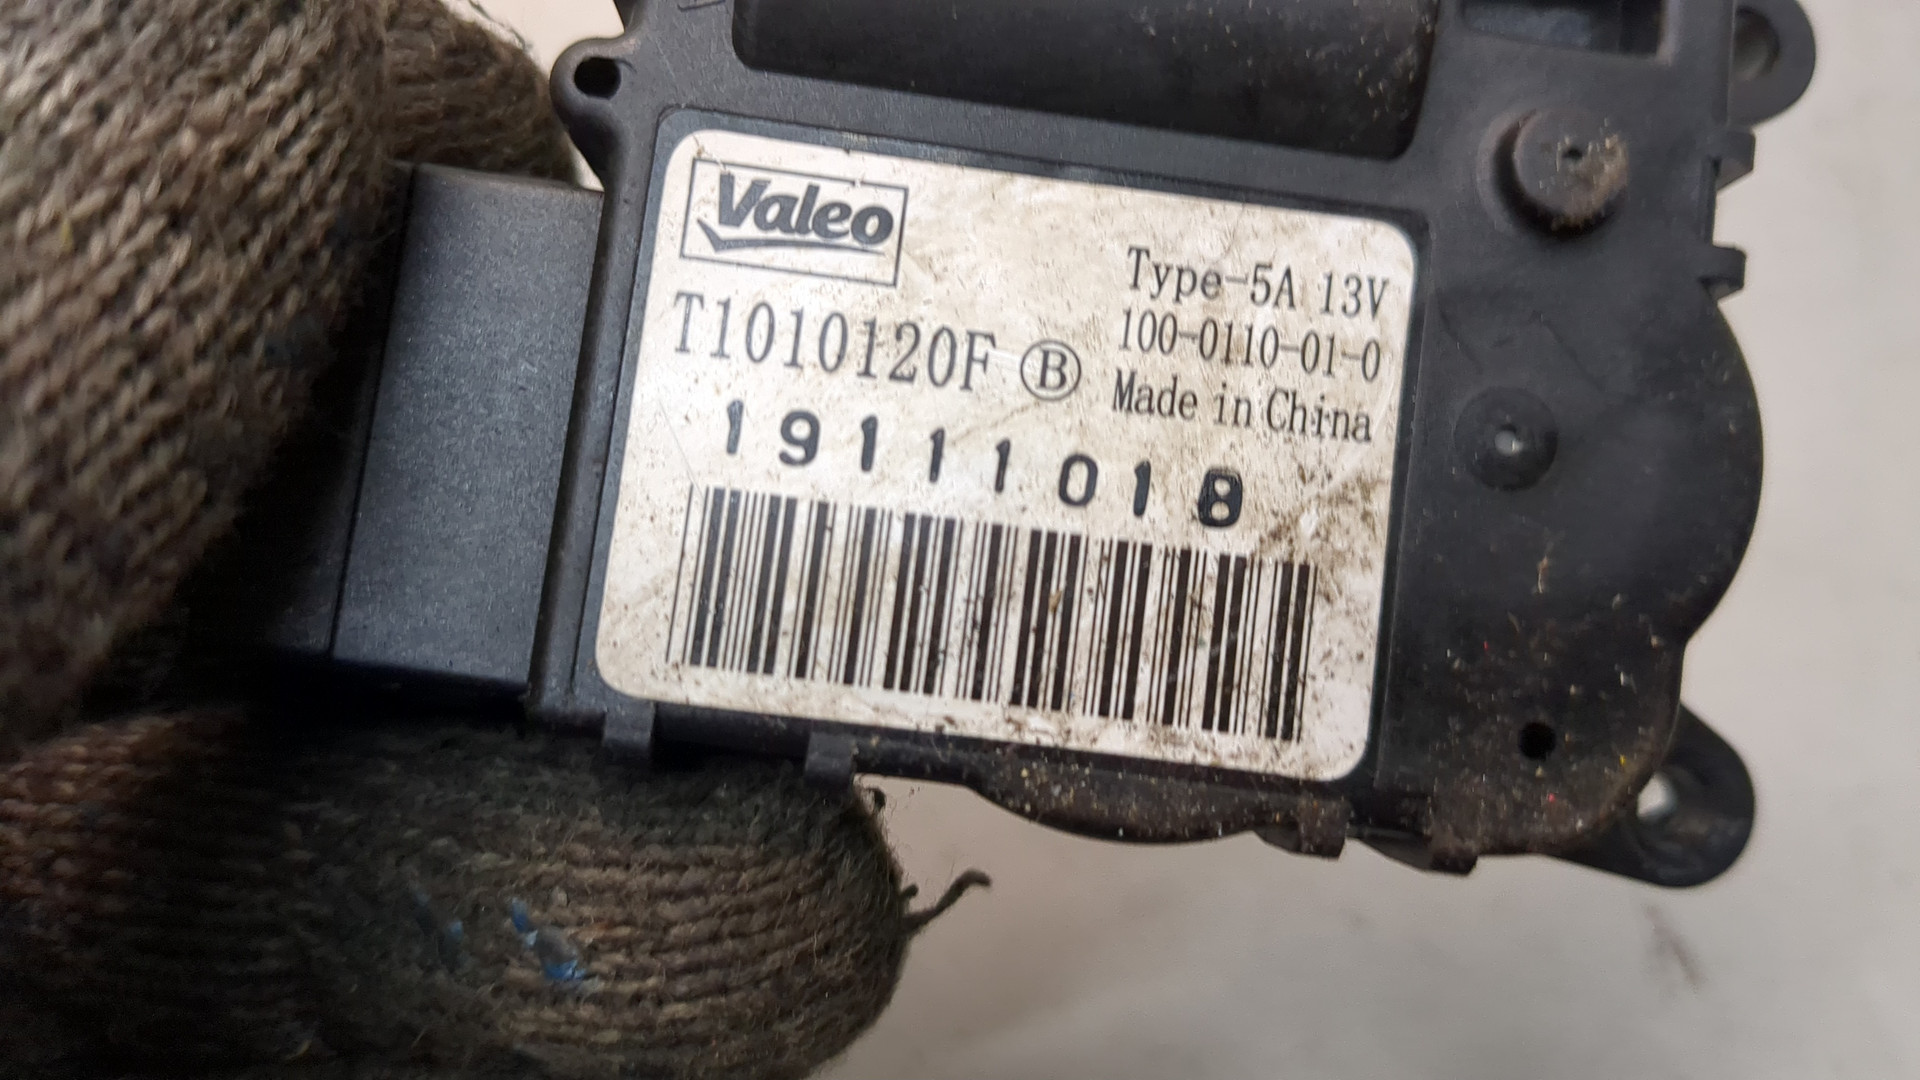 Valeo
Type-5A 13V
T1010120F Ⓑ
100-0110-01-0
Made in China
19111018